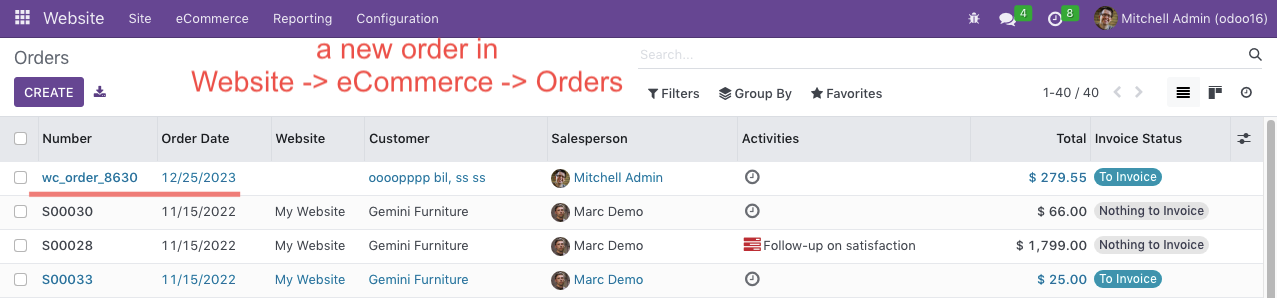 Website Site eCommerce Reporting Configuration 4 8 Mitchell Admin (odoo16)
a new order in
Orders Search...
Website -> eCommerce -> Orders
CREATE Filters Group By Favorites 1-40 / 40
Number Order Date Website Customer Salesperson Activities Total Invoice Status
wc_order_8630 12/25/2023 ooooppp bil, ss ss Mitchell Admin $ 279.55 To Invoice
S00030 11/15/2022 My Website Gemini Furniture Marc Demo $ 66.00 Nothing to Invoice
S00028 11/15/2022 My Website Gemini Furniture Marc Demo Follow-up on satisfaction $ 1,799.00 Nothing to Invoice
S00033 11/15/2022 My Website Gemini Furniture Marc Demo $ 25.00 To Invoice